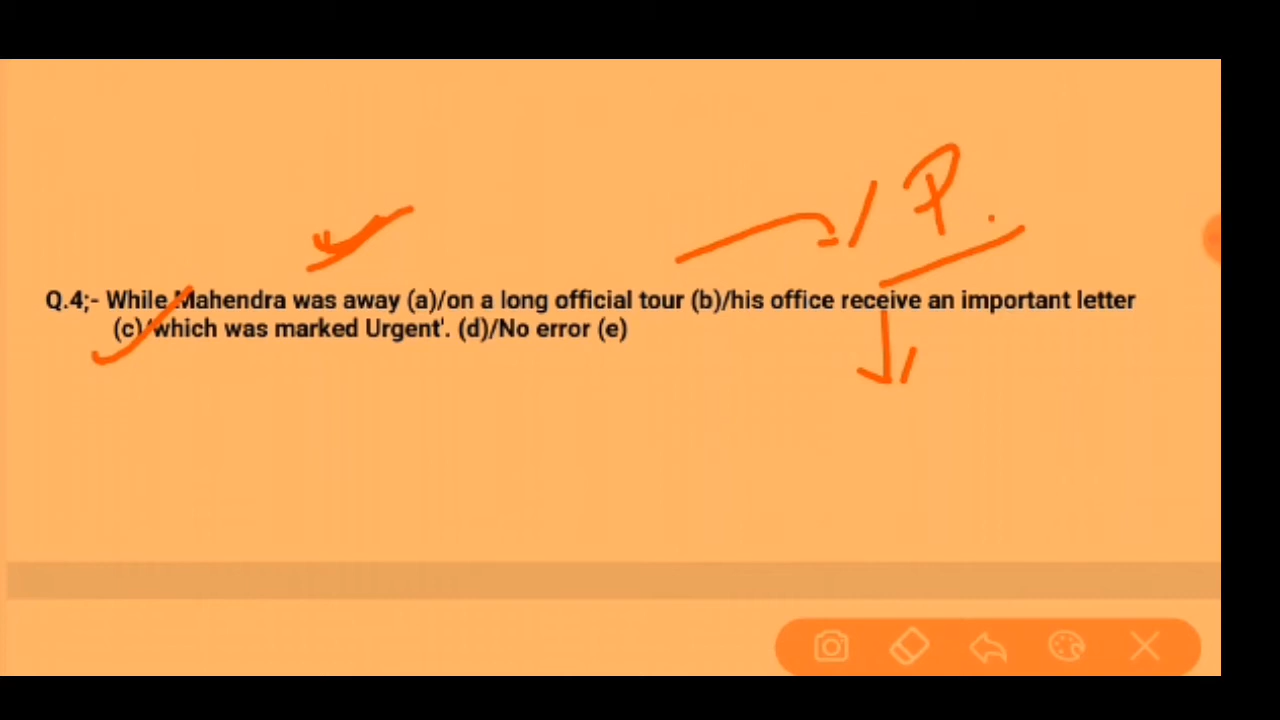 P.
Q.4;- While Mahendra was away (a)/on a long official tour (b)/his office receive an important letter
(c)/which was marked Urgent'. (d)/No error (e)